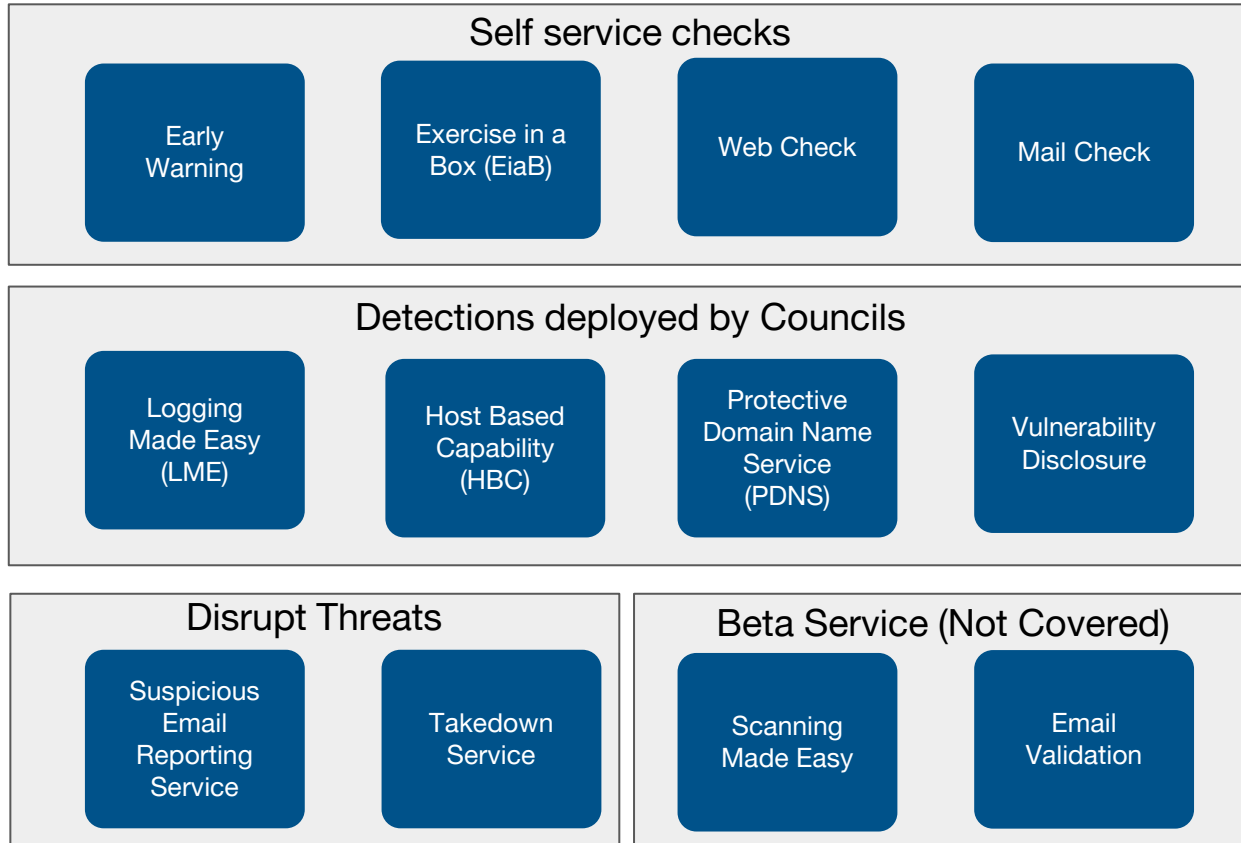 Self service checks
Early
Warning
Exercise in a
Box (EiaB)
Web Check
Mail Check
Detections deployed by Councils
Logging
Made Easy
(LME)
Host Based
Capability
(HBC)
Protective
Domain Name
Service
(PDNS)
Vulnerability
Disclosure
Disrupt Threats
Suspicious
Email
Reporting
Service
Takedown
Service
Beta Service (Not Covered)
Scanning
Made Easy
Email
Validation